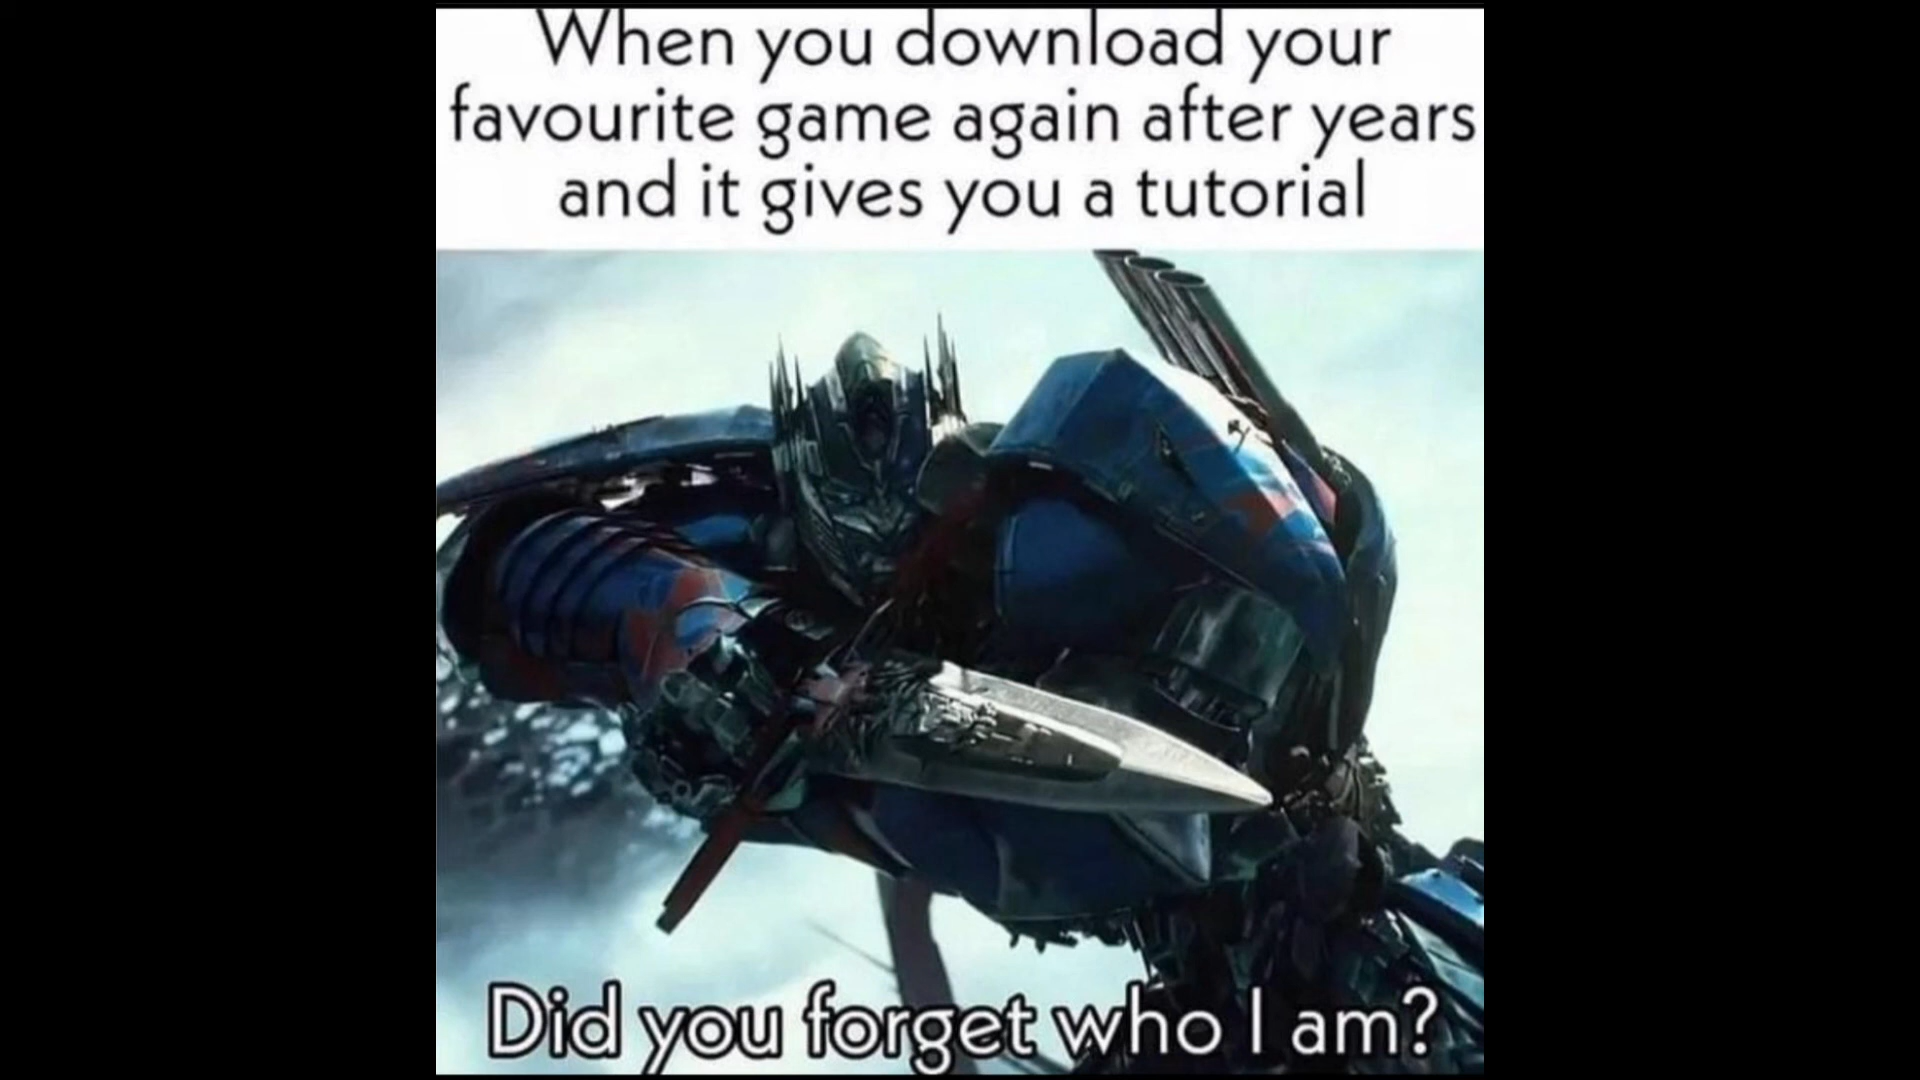 When you download your
favourite game again after years
and it gives you a tutorial
Did you forget who I am?